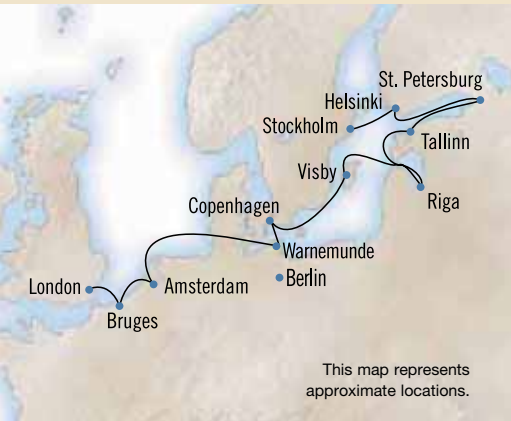 St. Petersburg
Helsinki
Stockholm
Tallinn
Visby
Riga
Copenhagen
Warnemunde
Berlin
London
Amsterdam
Bruges
This map represents
approximate locations.